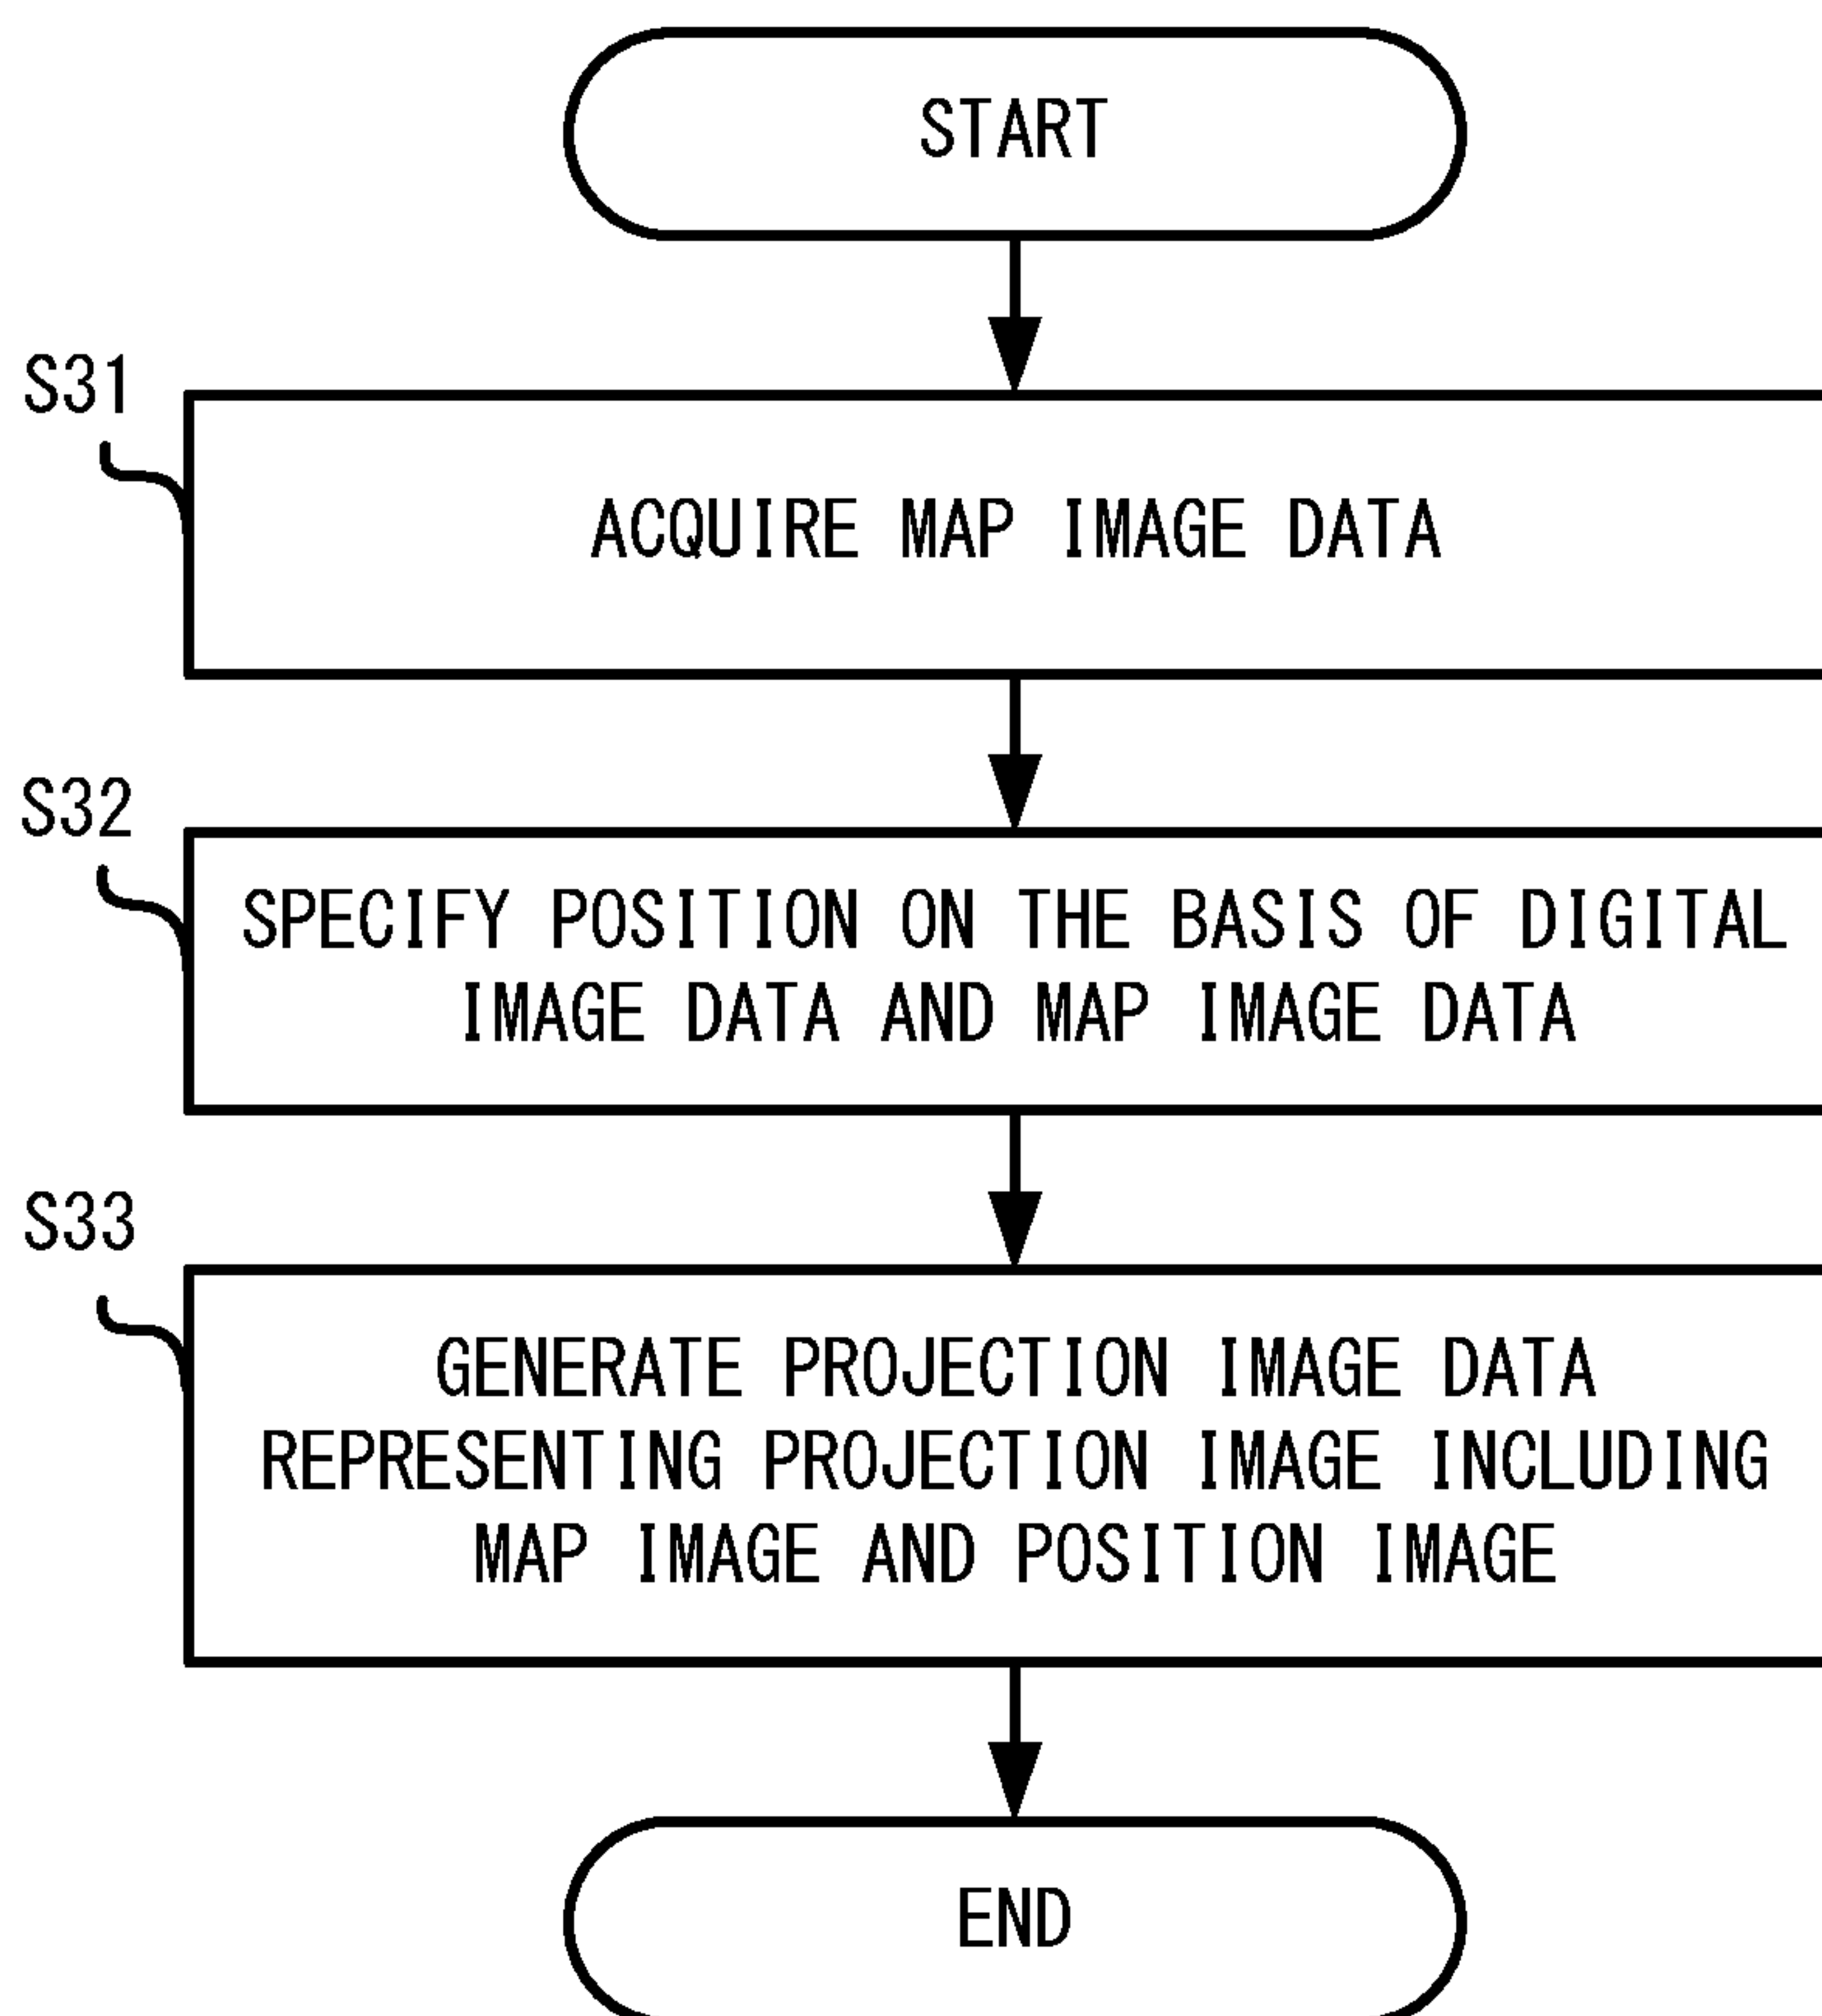 START
S31
ACQUIRE MAP IMAGE DATA
S32
SPECIFY POSITION ON THE BASIS OF DIGITAL
IMAGE DATA AND MAP IMAGE DATA
S33
GENERATE PROJECTION IMAGE DATA
REPRESENTING PROJECTION IMAGE INCLUDING
MAP IMAGE AND POSITION IMAGE
END